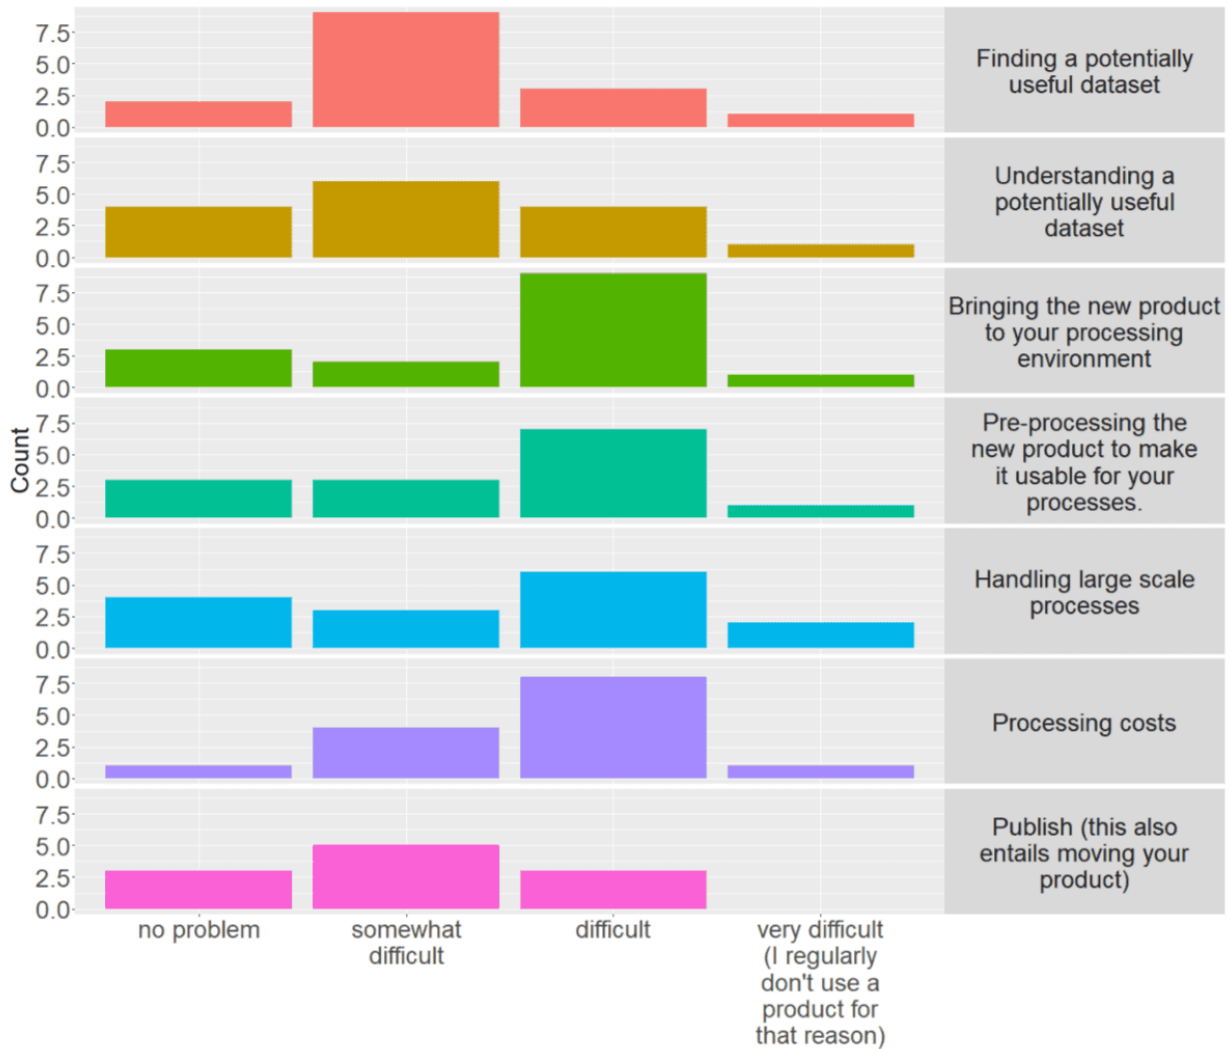 7.5
5.0
2.5
0.0
Finding a potentially
useful dataset
7.5
5.0
2.5
0.0
Understanding a
potentially useful
dataset
7.5
5.0
2.5
0.0
Bringing the new product
to your processing
environment
Count
7.5
5.0
2.5
0.0
Pre-processing the
new product to make
it usable for your
processes.
7.5
5.0
2.5
0.0
Handling large scale
processes
7.5
5.0
2.5
0.0
Processing costs
7.5
5.0
2.5
0.0
Publish (this also
entails moving your
product)
no problem
somewhat
difficult
difficult
very difficult
(I regularly
don't use a
product for
that reason)